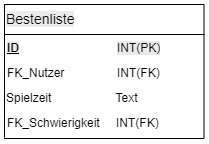 Bestenliste
ID INT(PK)
FK_Nutzer INT(FK)
Spielzeit Text
FK_Schwierigkeit INT(FK)